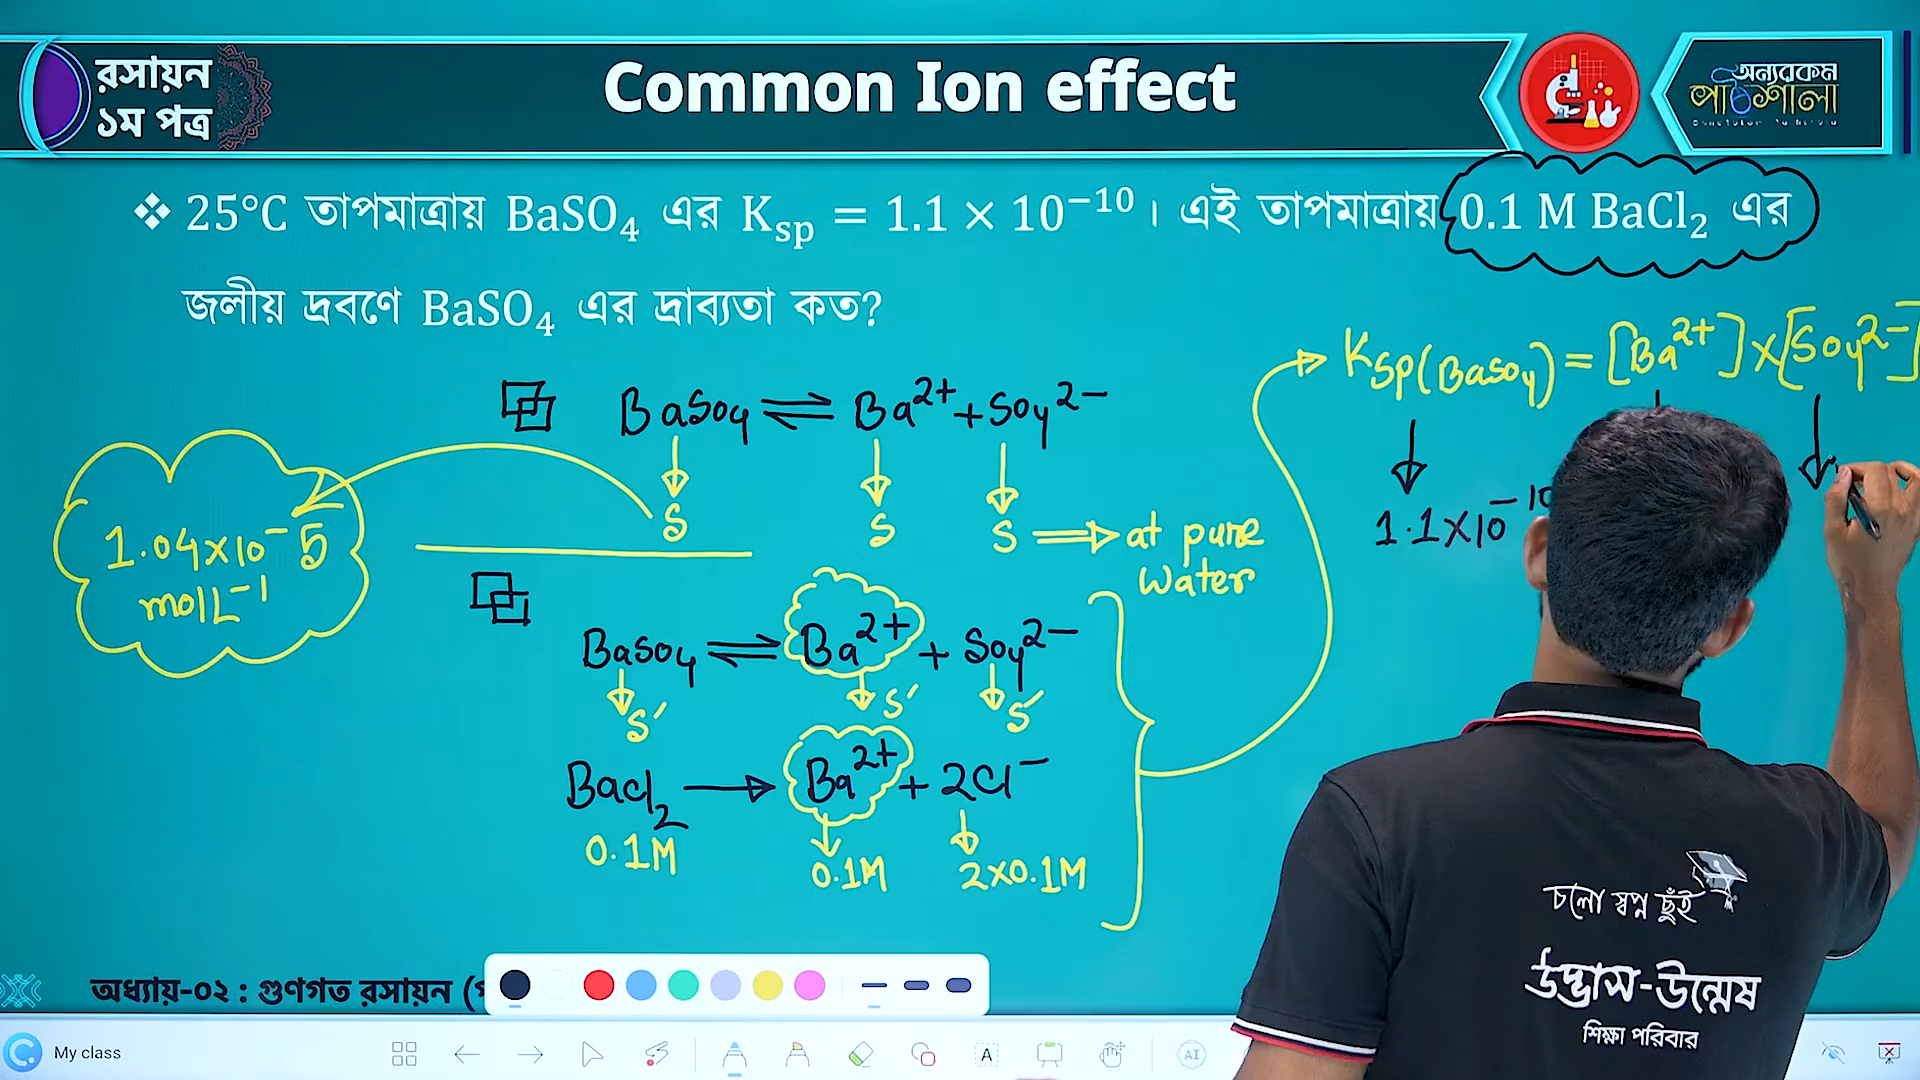 রসায়ন
১ম পত্র
Common Ion effect
অন্যরকম
পাঠশালা
❖ 25°C তাপমাত্রায় BaSO₄ এর Kₛₚ = 1.1 × 10⁻¹⁰। এই তাপমাত্রায় 0.1 M BaCl₂ এর
জলীয় দ্রবণে BaSO₄ এর দ্রাব্যতা কত?
Ksp(BaSO₄) = [Ba²⁺] × [SO₄²⁻]
1.1×10⁻¹⁰
BaSO₄ ⇌ Ba²⁺ + SO₄²⁻
S S S ⇒ at pure
water
1.04×10⁻⁵
mol L⁻¹
BaSO₄ ⇌ Ba²⁺ + SO₄²⁻
S′ S′ S′
BaCl₂ → Ba²⁺ + 2Cl⁻
0.1M 0.1M 2×0.1M
চলো স্বপ্ন ছুঁই
উদ্ভাস-উন্মেষ
শিক্ষা পরিবার
অধ্যায়-০২ : গুণগত রসায়ন
My class
A
AI